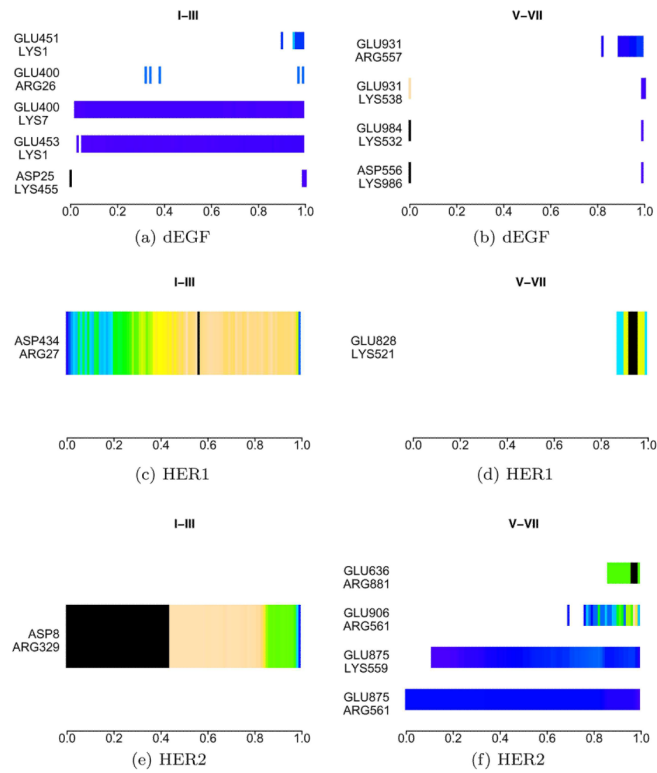 I–III
GLU451
LYS1
GLU400
ARG26
GLU400
LYS7
GLU453
LYS1
ASP25
LYS455
0.0 0.2 0.4 0.6 0.8 1.0
(a) dEGF
V–VII
GLU931
ARG557
GLU931
LYS538
GLU984
LYS532
ASP556
LYS986
0.0 0.2 0.4 0.6 0.8 1.0
(b) dEGF
I–III
ASP434
ARG27
0.0 0.2 0.4 0.6 0.8 1.0
(c) HER1
V–VII
GLU828
LYS521
0.0 0.2 0.4 0.6 0.8 1.0
(d) HER1
I–III
ASP8
ARG329
0.0 0.2 0.4 0.6 0.8 1.0
(e) HER2
V–VII
GLU636
ARG881
GLU906
ARG561
GLU875
LYS559
GLU875
ARG561
0.0 0.2 0.4 0.6 0.8 1.0
(f) HER2